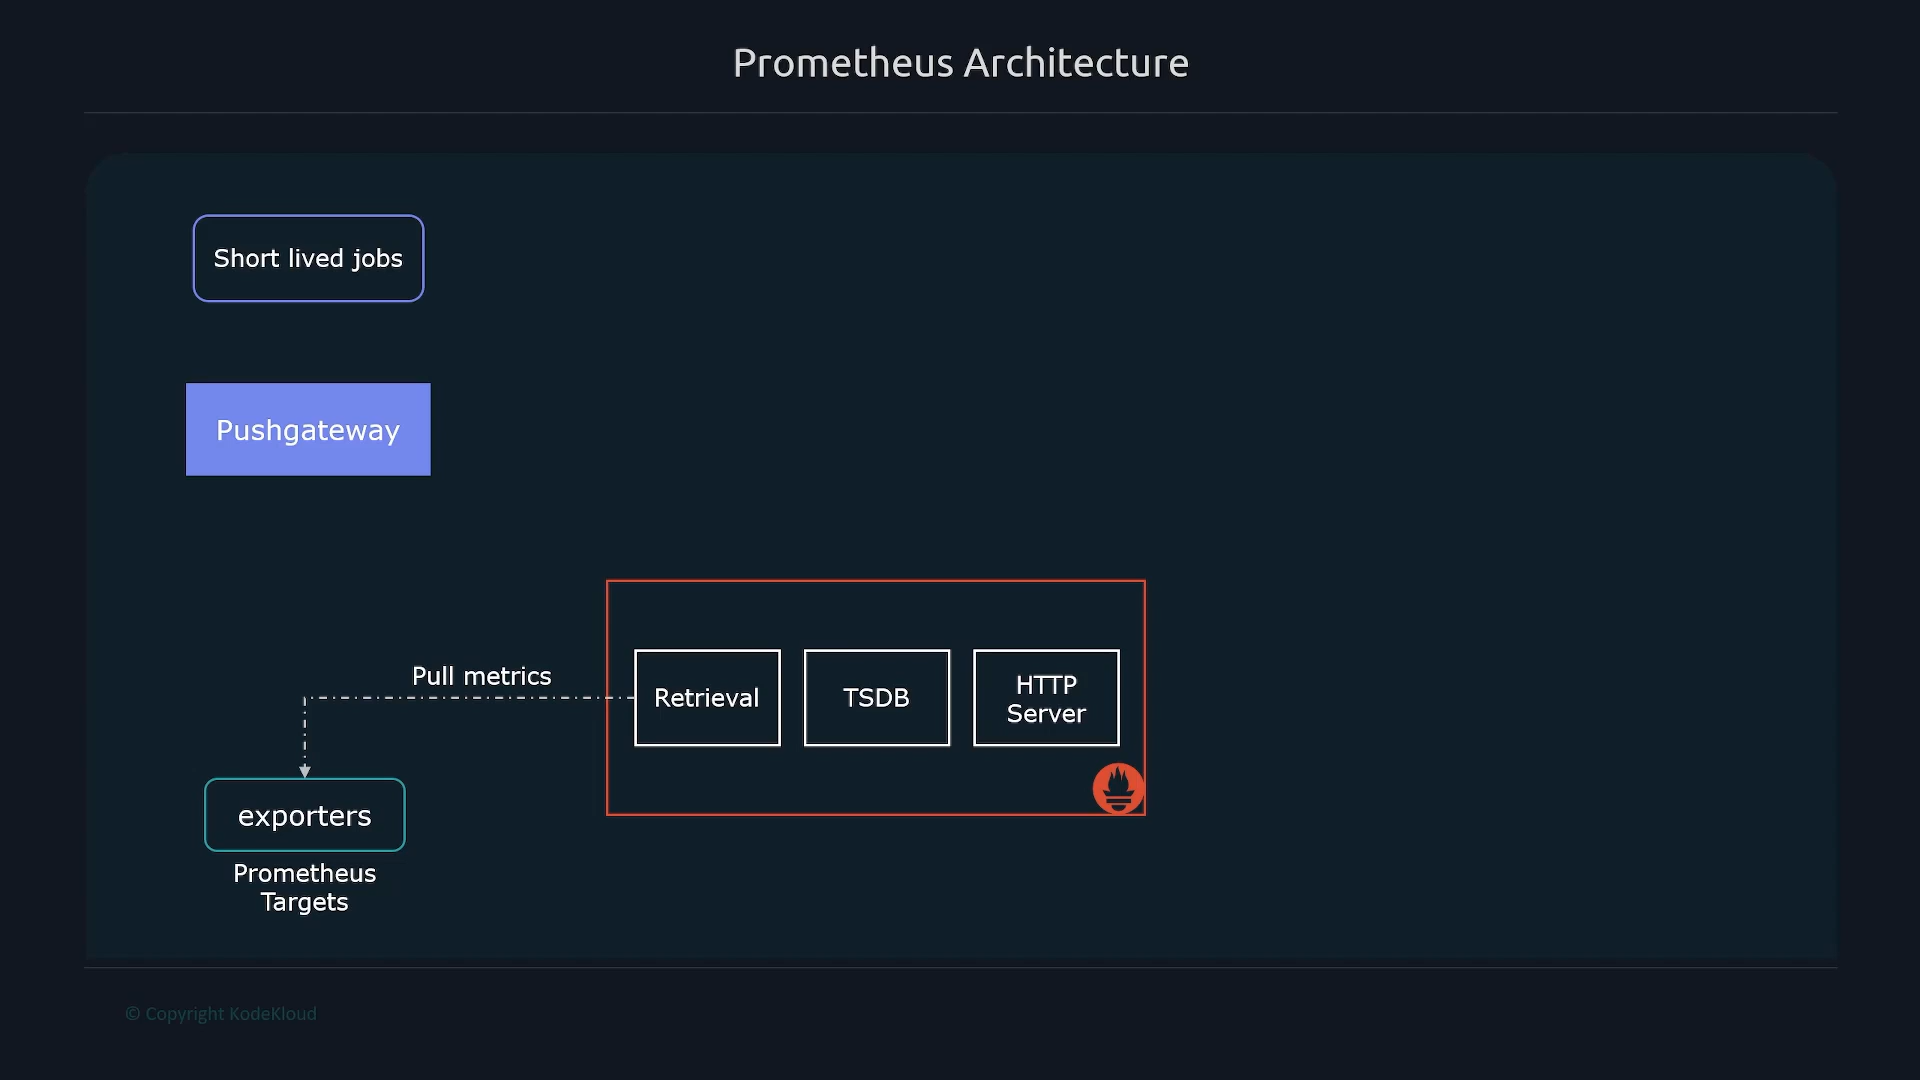 Prometheus Architecture
Short lived jobs
Pushgateway
Pull metrics
Retrieval
TSDB
HTTP
Server
exporters
Prometheus
Targets
© Copyright KodeKloud